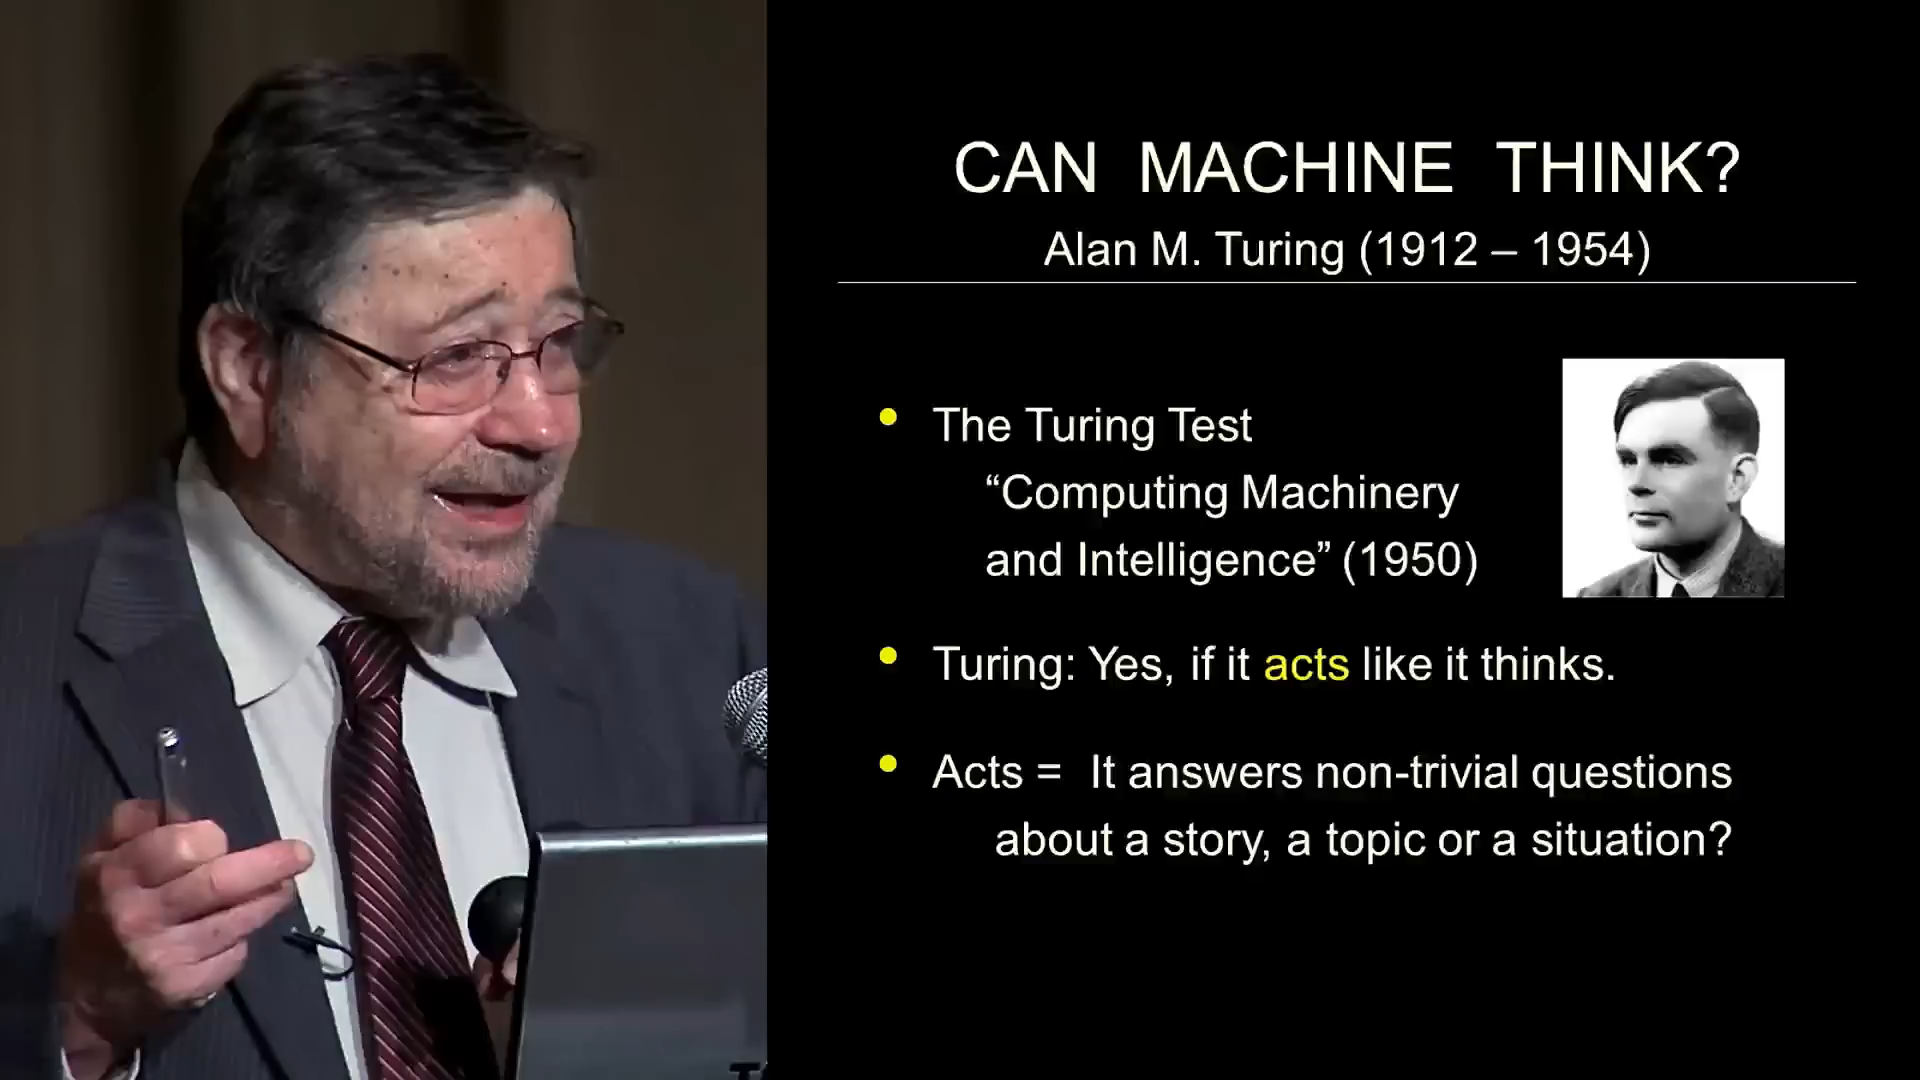 CAN MACHINE THINK?
Alan M. Turing (1912 – 1954)
• The Turing Test
“Computing Machinery
and Intelligence” (1950)
• Turing: Yes, if it acts like it thinks.
• Acts = It answers non-trivial questions
about a story, a topic or a situation?